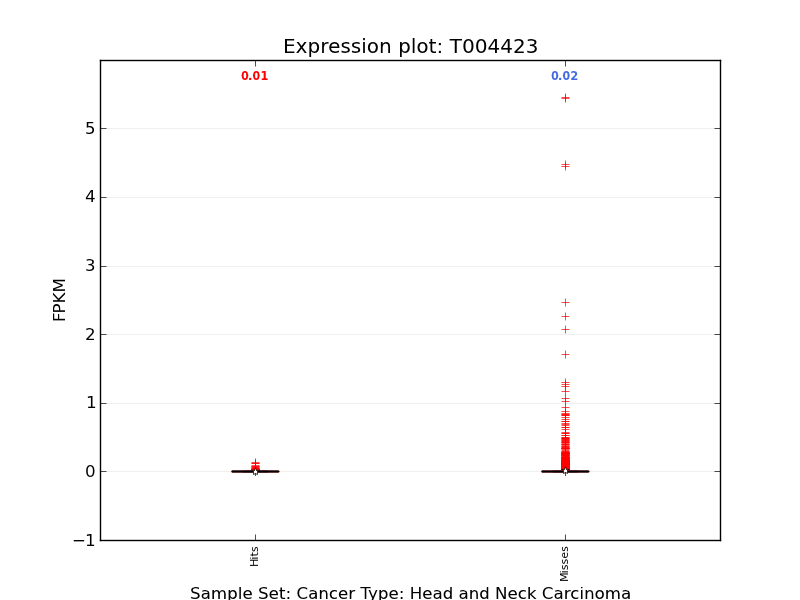 Expression plot: T004423
0.01 0.02
5
4
3
2
1
0
−1
FPKM
Hits
Misses
Sample Set: Cancer Type: Head and Neck Carcinoma